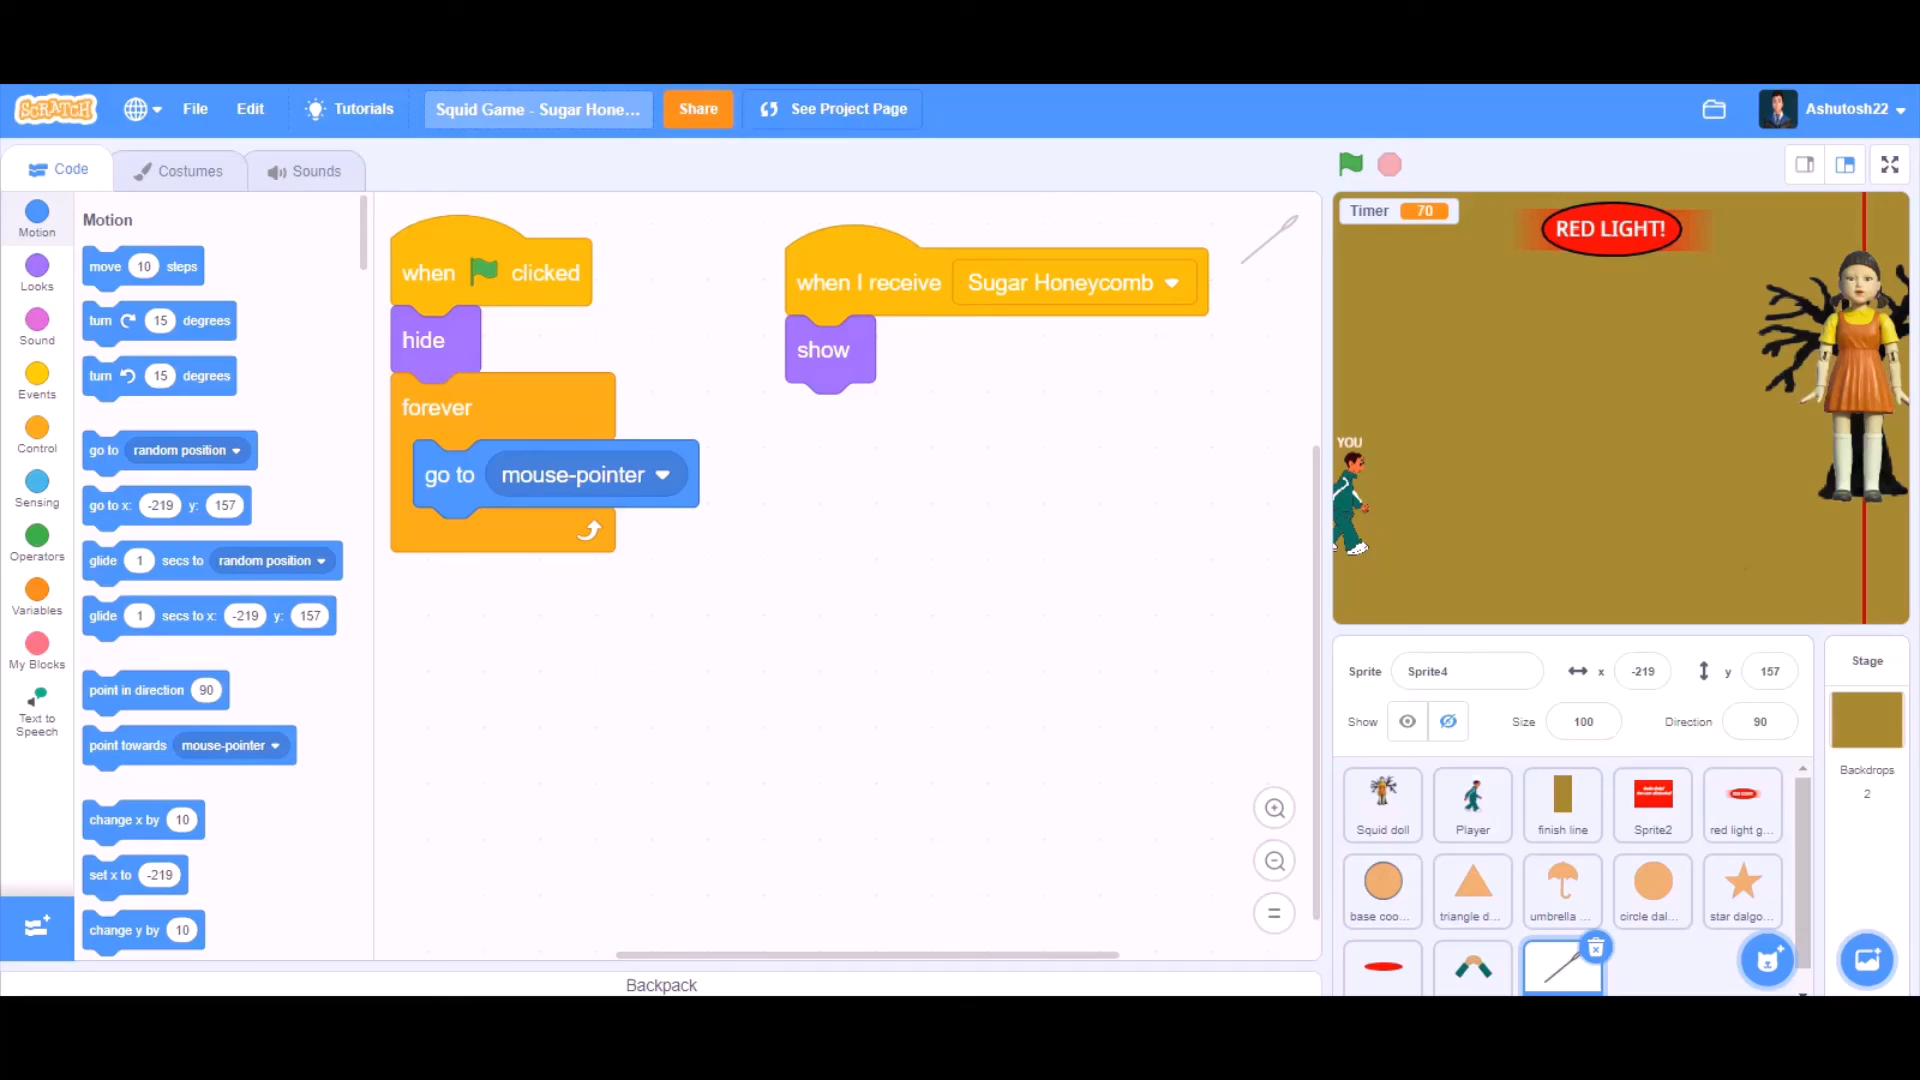 SCRATCH
File
Edit
Tutorials
Squid Game - Sugar Hone...
Share
See Project Page
Ashutosh22
Code
Costumes
Sounds
Motion
Looks
Sound
Events
Control
Sensing
Operators
Variables
My Blocks
Text to
Speech
Motion
move 10 steps
turn 15 degrees
turn 15 degrees
go to random position
go to x: -219 y: 157
glide 1 secs to random position
glide 1 secs to x: -219 y: 157
point in direction 90
point towards mouse-pointer
change x by 10
set x to -219
change y by 10
when clicked
hide
forever
go to mouse-pointer
when I receive Sugar Honeycomb
show
Backpack
Timer 70
RED LIGHT!
YOU
Sprite Sprite4 x -219 y 157
Show Size 100 Direction 90
Squid doll
Player
finish line
Sprite2
red light g...
base coo...
triangle d...
umbrella ...
circle dal...
star dalgo...
Stage
Backdrops
2